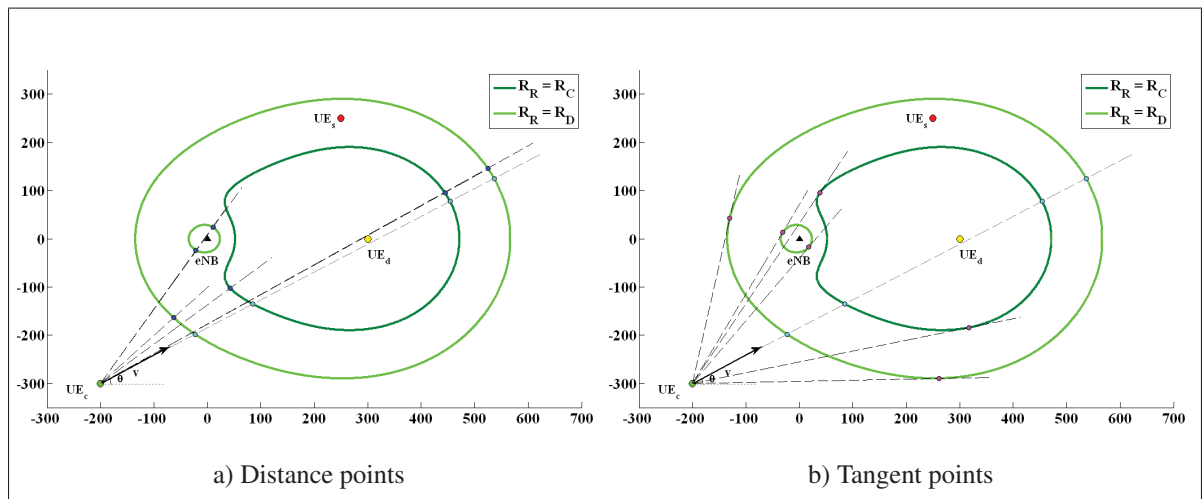 300
200
100
0
-100
-200
-300
-300 -200 -100 0 100 200 300 400 500 600 700
R_R = R_C
R_R = R_D
UE_s
eNB
UE_d
UE_c
θ
v
a) Distance points
300
200
100
0
-100
-200
-300
-300 -200 -100 0 100 200 300 400 500 600 700
R_R = R_C
R_R = R_D
UE_s
eNB
UE_d
UE_c
θ
v
b) Tangent points